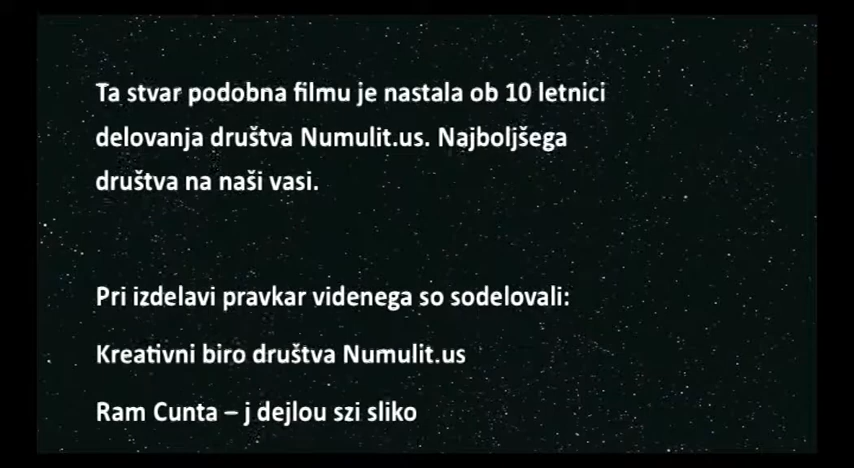 Ta stvar podobna filmu je nastala ob 10 letnici
delovanja društva Numulit.us. Najboljšega
društva na naši vasi.
Pri izdelavi pravkar videnega so sodelovali:
Kreativni biro društva Numulit.us
Ram Cunta – j dejlou szi sliko